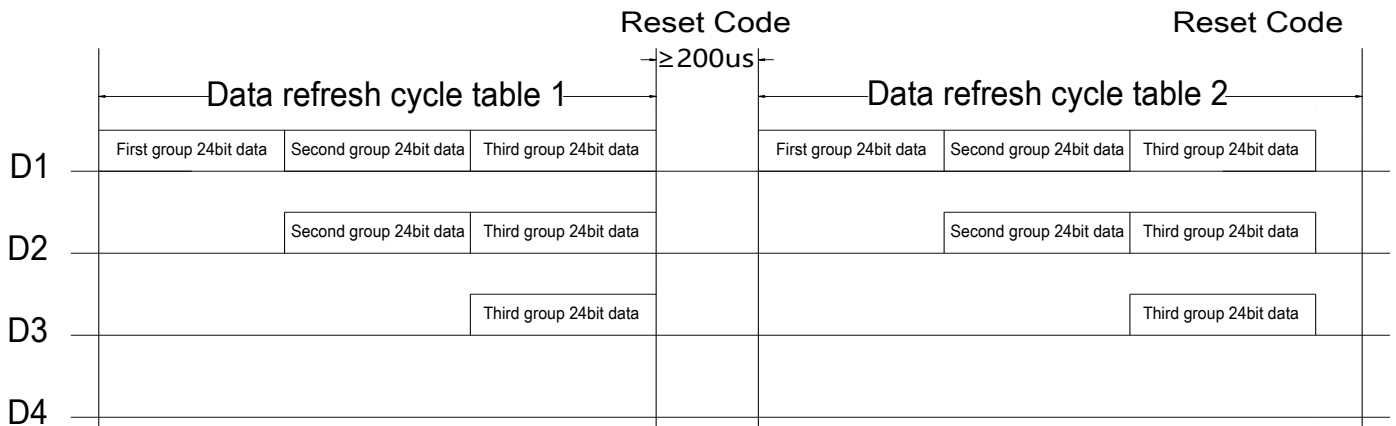 Reset Code Reset Code
≥200us
Data refresh cycle table 1 Data refresh cycle table 2
First group 24bit data Second group 24bit data Third group 24bit data First group 24bit data Second group 24bit data Third group 24bit data
D1
Second group 24bit data Third group 24bit data Second group 24bit data Third group 24bit data
D2
Third group 24bit data Third group 24bit data
D3
D4